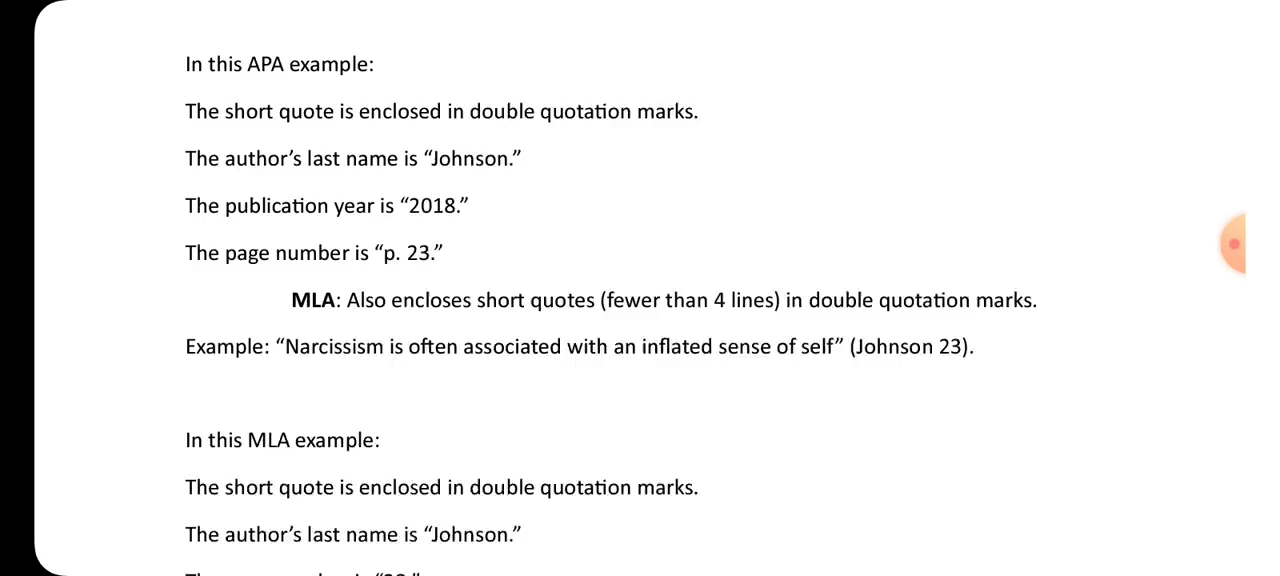 In this APA example:
The short quote is enclosed in double quotation marks.
The author’s last name is “Johnson.”
The publication year is “2018.”
The page number is “p. 23.”
MLA: Also encloses short quotes (fewer than 4 lines) in double quotation marks.
Example: “Narcissism is often associated with an inflated sense of self” (Johnson 23).
In this MLA example:
The short quote is enclosed in double quotation marks.
The author’s last name is “Johnson.”